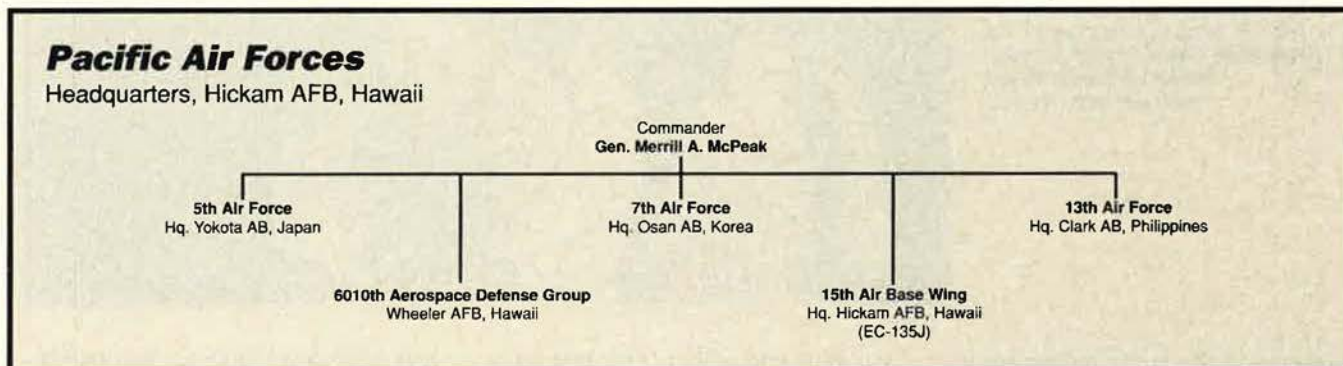 Pacific Air Forces
Headquarters, Hickam AFB, Hawaii
Commander
Gen. Merrill A. McPeak
5th Air Force
Hq. Yokota AB, Japan
7th Air Force
Hq. Osan AB, Korea
13th Air Force
Hq. Clark AB, Philippines
6010th Aerospace Defense Group
Wheeler AFB, Hawaii
15th Air Base Wing
Hq. Hickam AFB, Hawaii
(EC-135J)